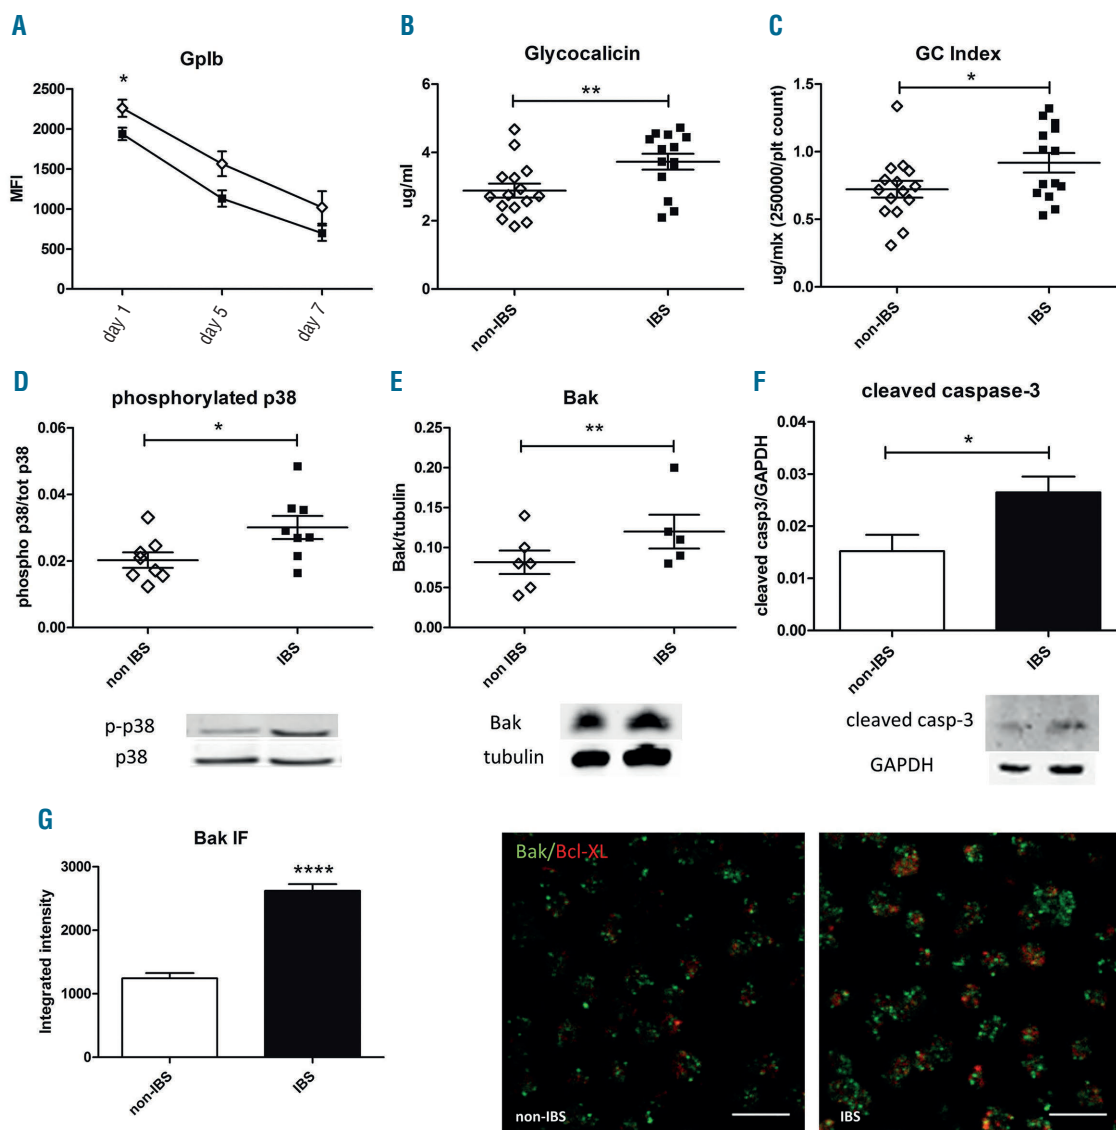 A
GpIb
*
MFI
2500
2000
1500
1000
500
0
day 1
day 5
day 7
B
Glycocalicin
**
ug/ml
6
4
2
0
non-IBS
IBS
C
GC Index
*
ug/mlx (250000/plt count)
1.5
1.0
0.5
0.0
non-IBS
IBS
D
phosphorylated p38
*
phospho p38/tot p38
0.06
0.04
0.02
0.00
non IBS
IBS
p-p38
p38
E
Bak
**
Bak/tubulin
0.25
0.20
0.15
0.10
0.05
0.00
non IBS
IBS
Bak
tubulin
F
cleaved caspase-3
*
cleaved casp3/GAPDH
0.04
0.03
0.02
0.01
0.00
non-IBS
IBS
cleaved casp-3
GAPDH
G
Bak IF
****
Integrated intensity
3000
2000
1000
0
non-IBS
IBS
Bak/Bcl-XL
non-IBS
IBS